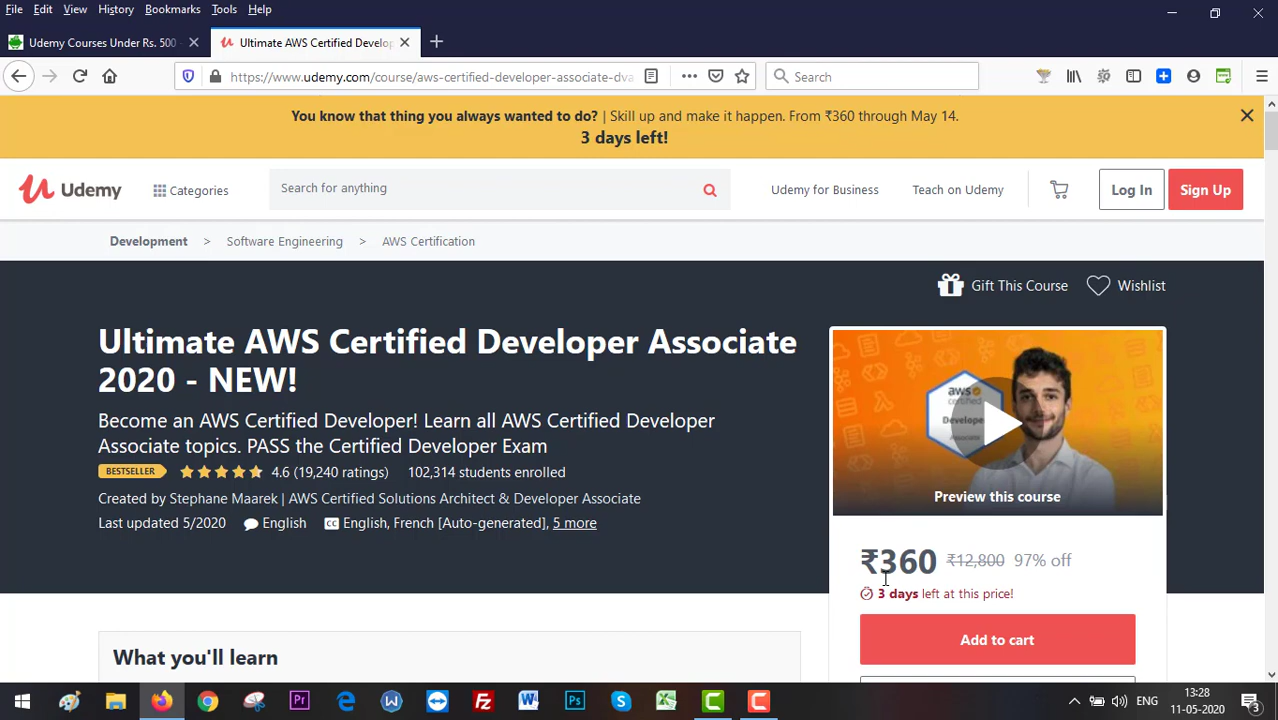 File Edit View History Bookmarks Tools Help
Udemy Courses Under Rs. 500
Ultimate AWS Certified Develop
https://www.udemy.com/course/aws-certified-developer-associate-dva
Search
You know that thing you always wanted to do? | Skill up and make it happen. From ₹360 through May 14.
3 days left!
Udemy
Categories
Search for anything
Udemy for Business
Teach on Udemy
Log In
Sign Up
Development > Software Engineering > AWS Certification
Gift This Course
Wishlist
Ultimate AWS Certified Developer Associate
2020 - NEW!
Become an AWS Certified Developer! Learn all AWS Certified Developer
Associate topics. PASS the Certified Developer Exam
BESTSELLER 4.6 (19,240 ratings) 102,314 students enrolled
Created by Stephane Maarek | AWS Certified Solutions Architect & Developer Associate
Last updated 5/2020 English CC English, French [Auto-generated], 5 more
aws
certified
Developer
Associate
Preview this course
₹360 ₹12,800 97% off
3 days left at this price!
Add to cart
What you'll learn
ENG
13:28
11-05-2020
3